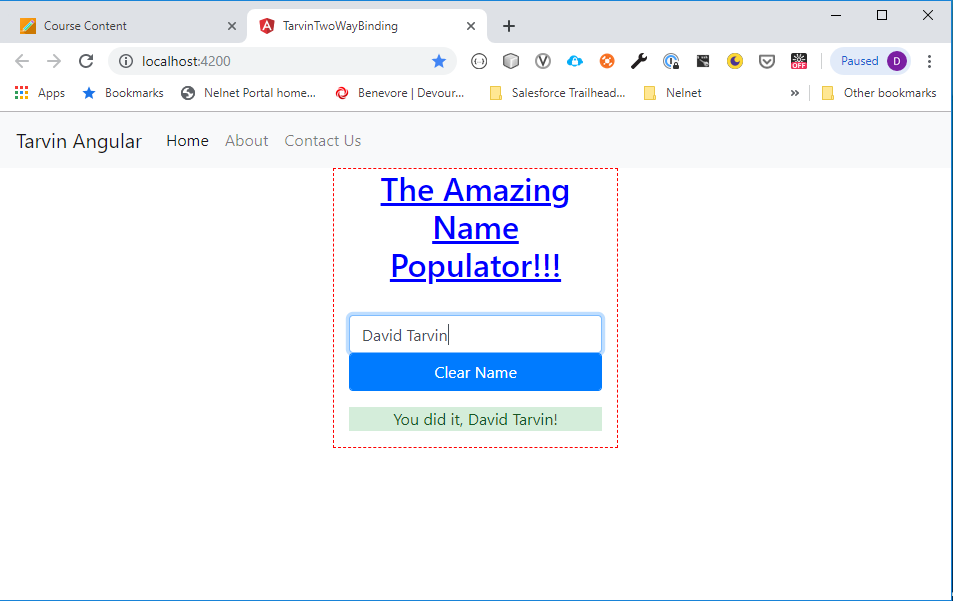 Course Content
TarvinTwoWayBinding
localhost:4200
Paused D
Apps Bookmarks Nelnet Portal home... Benevore | Devour... Salesforce Trailhead... Nelnet » Other bookmarks
Tarvin Angular Home About Contact Us
The Amazing
Name
Populator!!!
David Tarvin
Clear Name
You did it, David Tarvin!